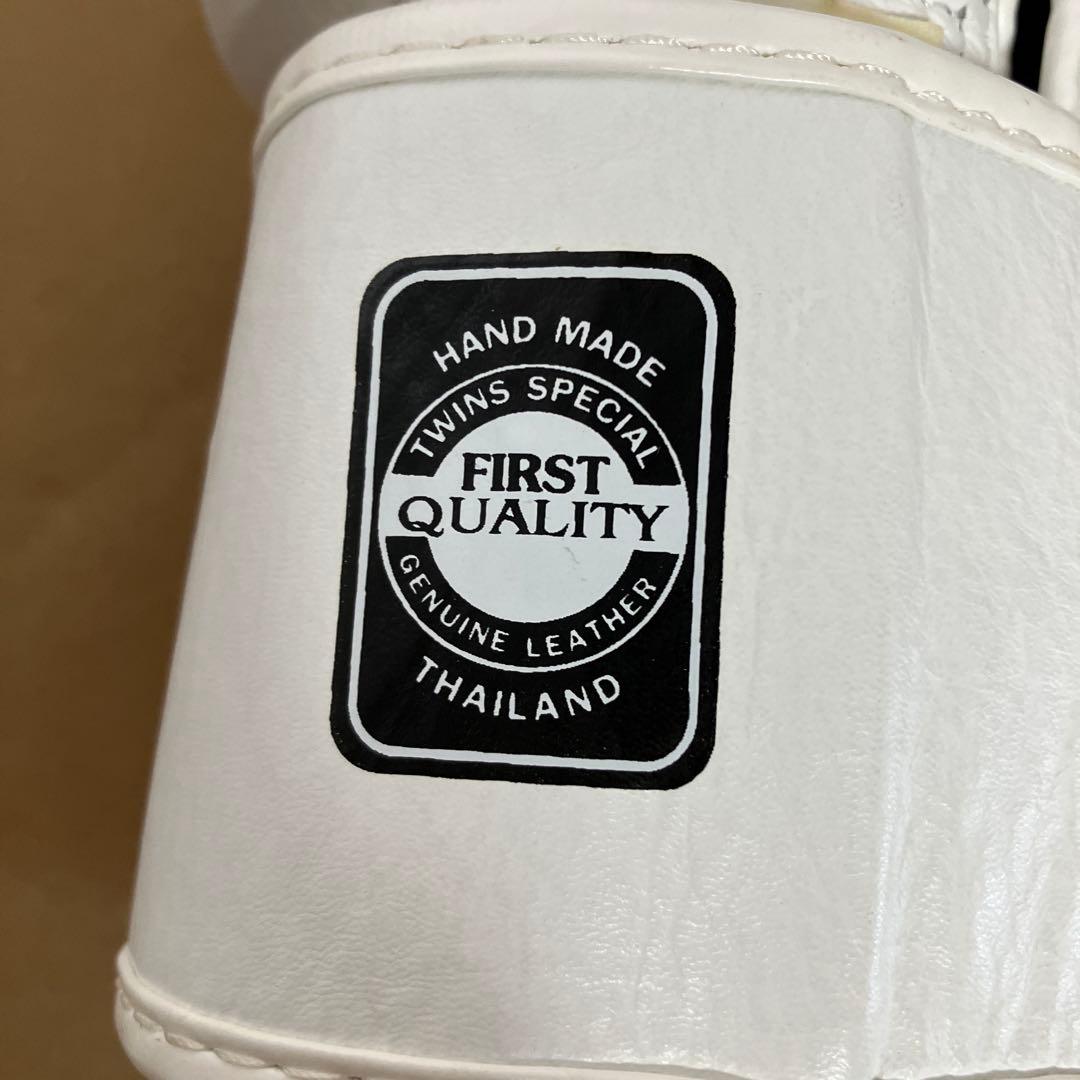 HAND MADE
TWINS SPECIAL
FIRST
QUALITY
GENUINE LEATHER
THAILAND